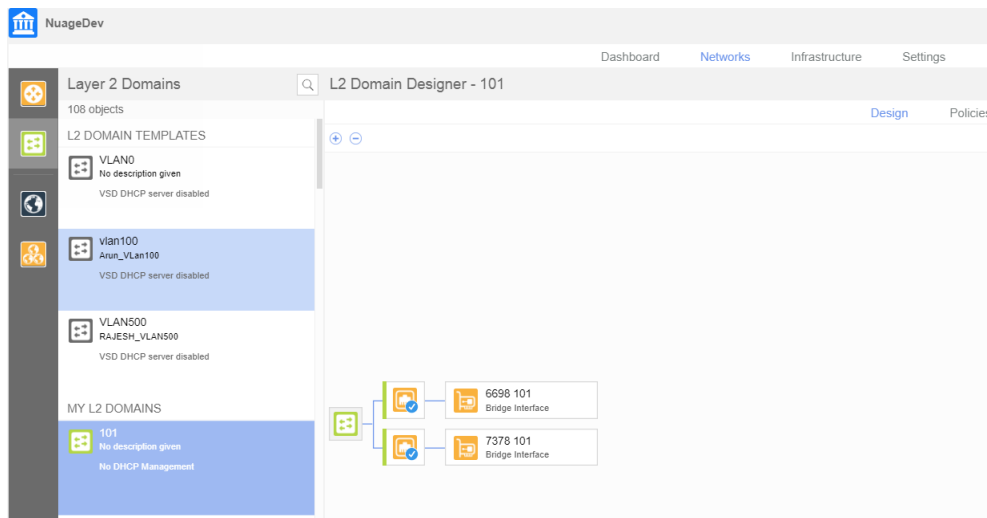 NuageDev
Dashboard Networks Infrastructure Settings
Layer 2 Domains
L2 Domain Designer - 101
108 objects
Design Policies
L2 DOMAIN TEMPLATES
VLAN0
No description given
VSD DHCP server disabled
vlan100
Arun_VLan100
VSD DHCP server disabled
VLAN500
RAJESH_VLAN500
VSD DHCP server disabled
MY L2 DOMAINS
101
No description given
No DHCP Management
6698 101
Bridge Interface
7378 101
Bridge Interface